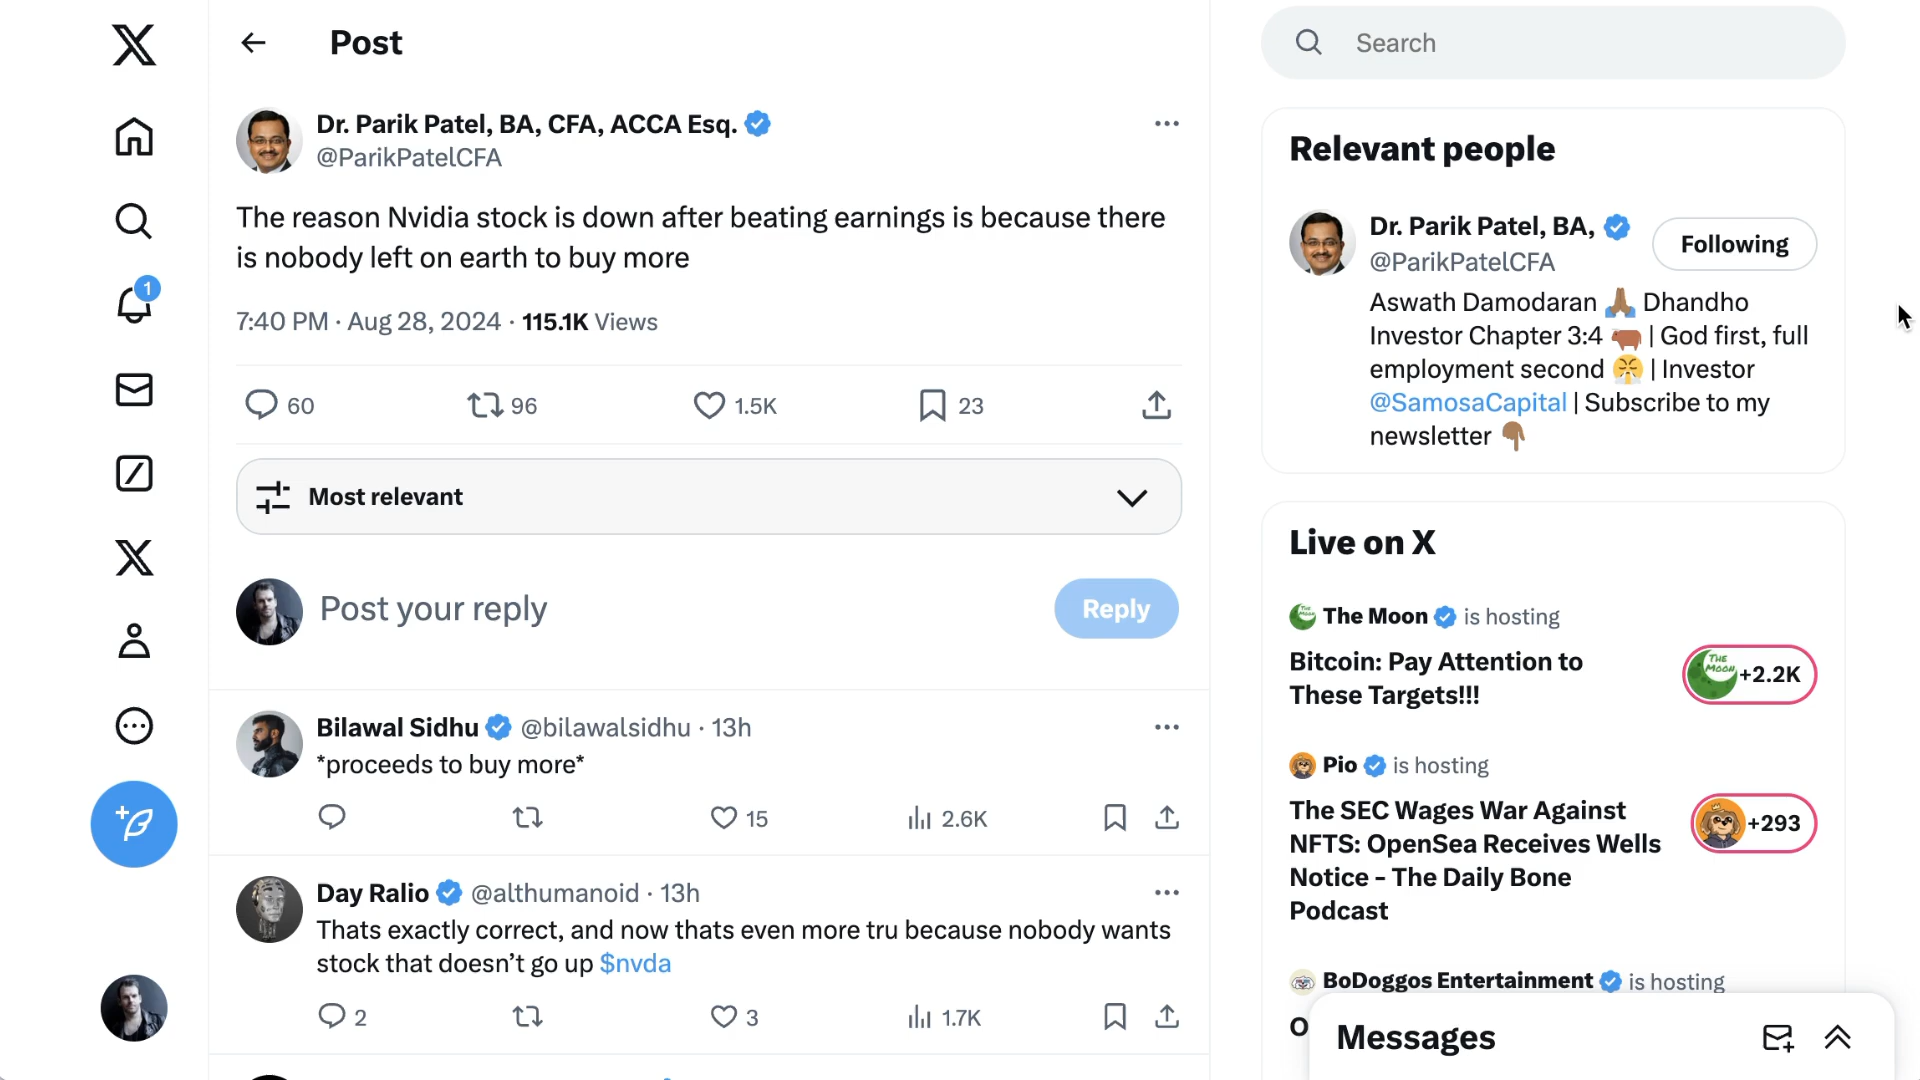 Post
Dr. Parik Patel, BA, CFA, ACCA Esq.
@ParikPatelCFA
The reason Nvidia stock is down after beating earnings is because there
is nobody left on earth to buy more
7:40 PM · Aug 28, 2024 · 115.1K Views
60 96 1.5K 23
Most relevant
Post your reply
Reply
Bilawal Sidhu @bilawalsidhu · 13h
*proceeds to buy more*
15 2.6K
Day Ralio @althumanoid · 13h
Thats exactly correct, and now thats even more tru because nobody wants
stock that doesn’t go up $nvda
2 3 1.7K
1
Search
Relevant people
Dr. Parik Patel, BA,
@ParikPatelCFA
Following
Aswath Damodaran 🙏🏾 Dhandho
Investor Chapter 3:4 🐂 | God first, full
employment second 😤 | Investor
@SamosaCapital | Subscribe to my
newsletter 👇🏾
Live on X
The Moon is hosting
Bitcoin: Pay Attention to
These Targets!!!
THE MOON +2.2K
Pio is hosting
The SEC Wages War Against
NFTS: OpenSea Receives Wells
Notice – The Daily Bone
Podcast
+293
BoDoggos Entertainment is hosting
Messages